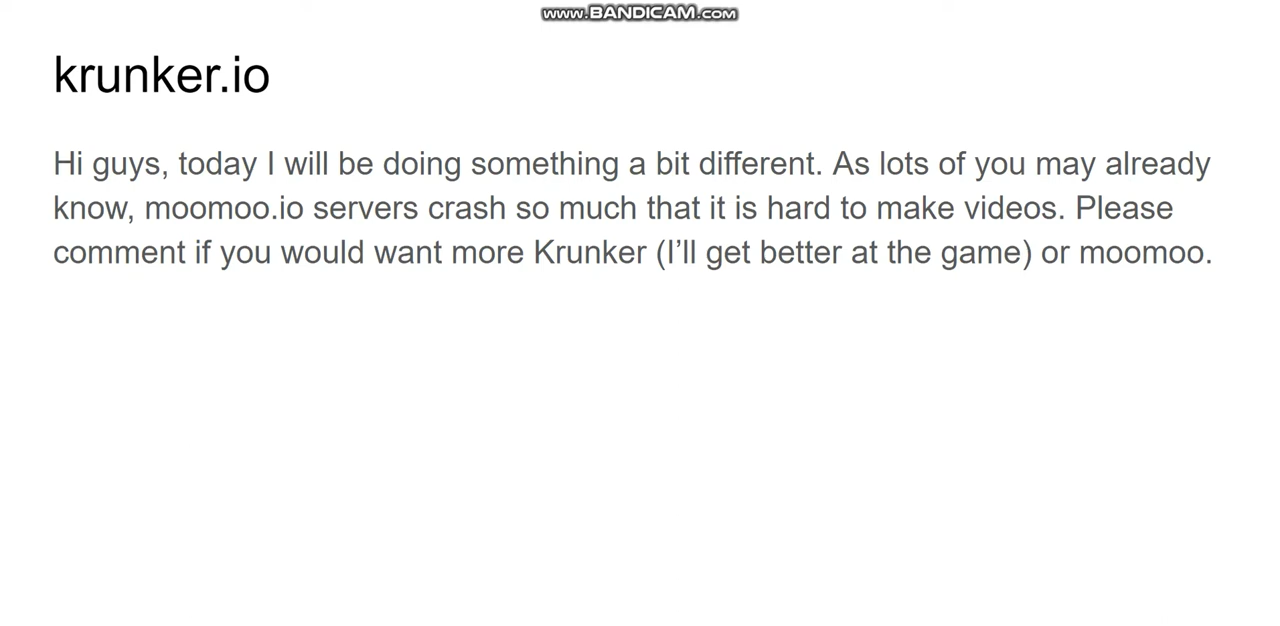 www.BANDICAM.com
krunker.io
Hi guys, today I will be doing something a bit different. As lots of you may already
know, moomoo.io servers crash so much that it is hard to make videos. Please
comment if you would want more Krunker (I’ll get better at the game) or moomoo.